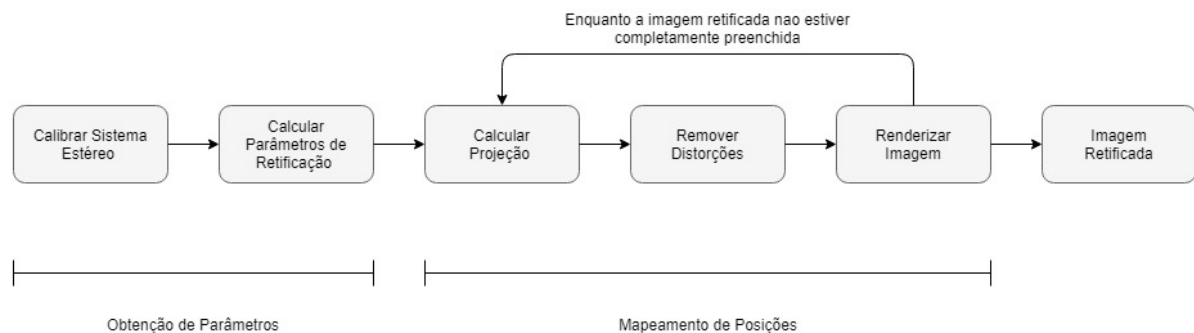 Enquanto a imagem retificada nao estiver
completamente preenchida
Calibrar Sistema
Estéreo
Calcular
Parâmetros de
Retificação
Calcular
Projeção
Remover
Distorções
Renderizar
Imagem
Imagem
Retificada
Obtenção de Parâmetros
Mapeamento de Posições